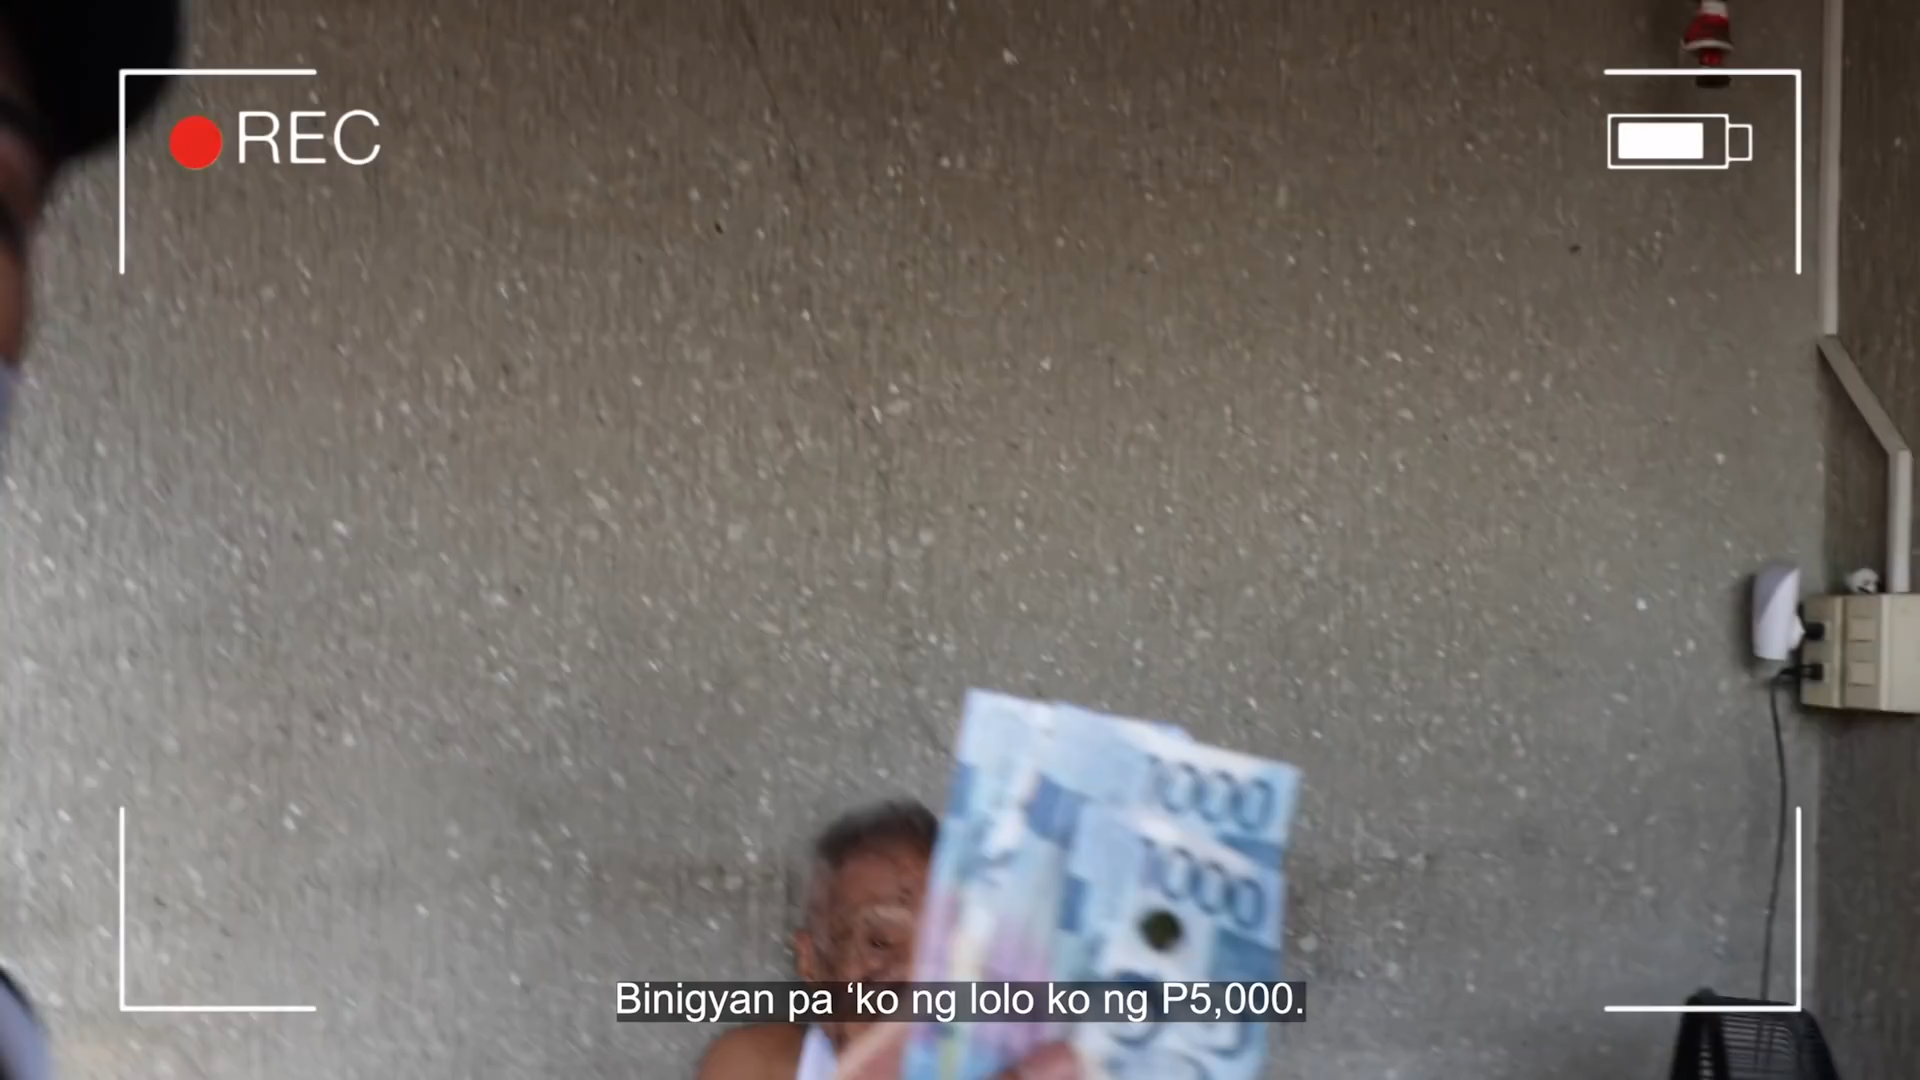 REC
1000
1000
Binigyan pa ‘ko ng lolo ko ng P5,000.